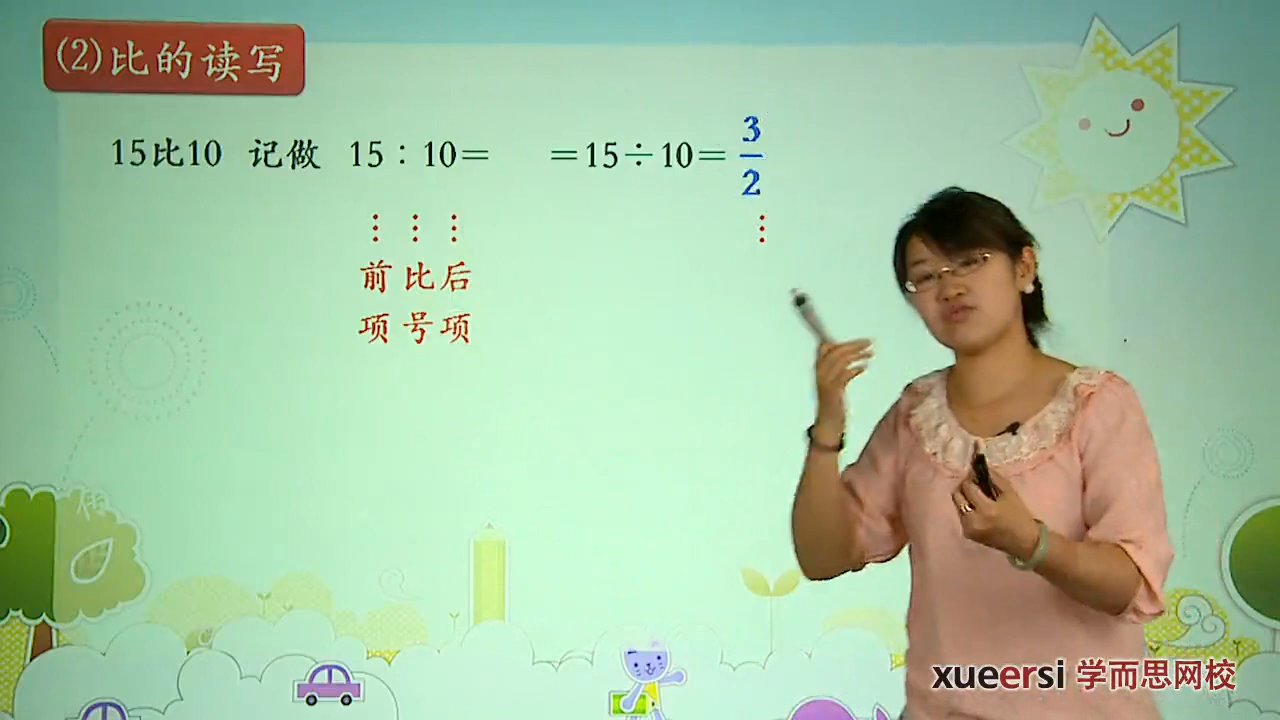 (2)比的读写
15比10 记做 15：10＝ ＝15÷10＝ 3/2
前 比 后
项 号 项
xueersi 学而思网校